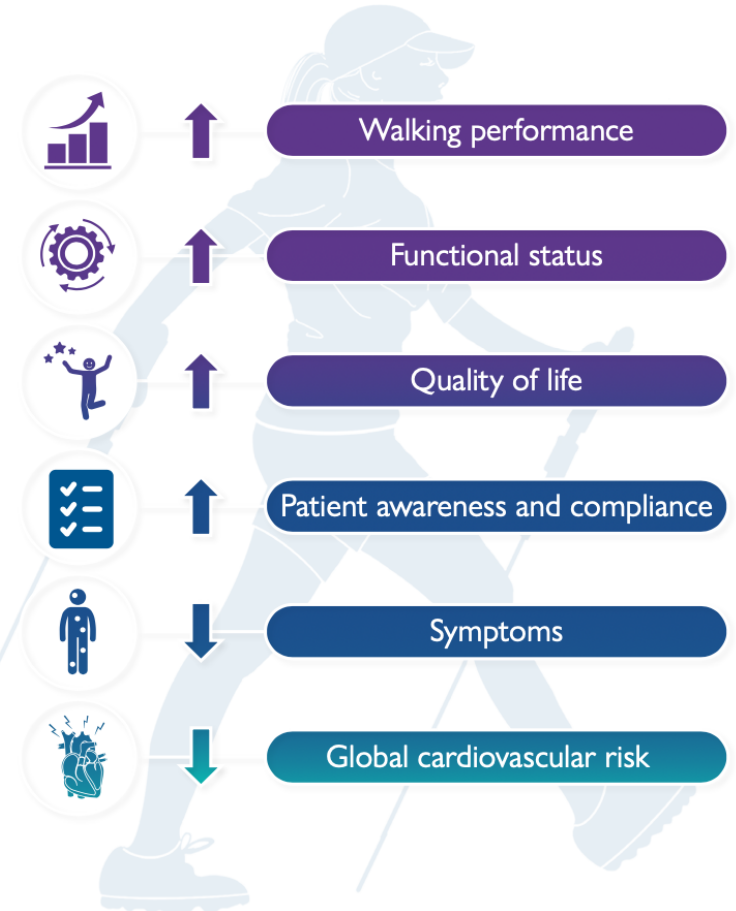 Walking performance
Functional status
Quality of life
Patient awareness and compliance
Symptoms
Global cardiovascular risk